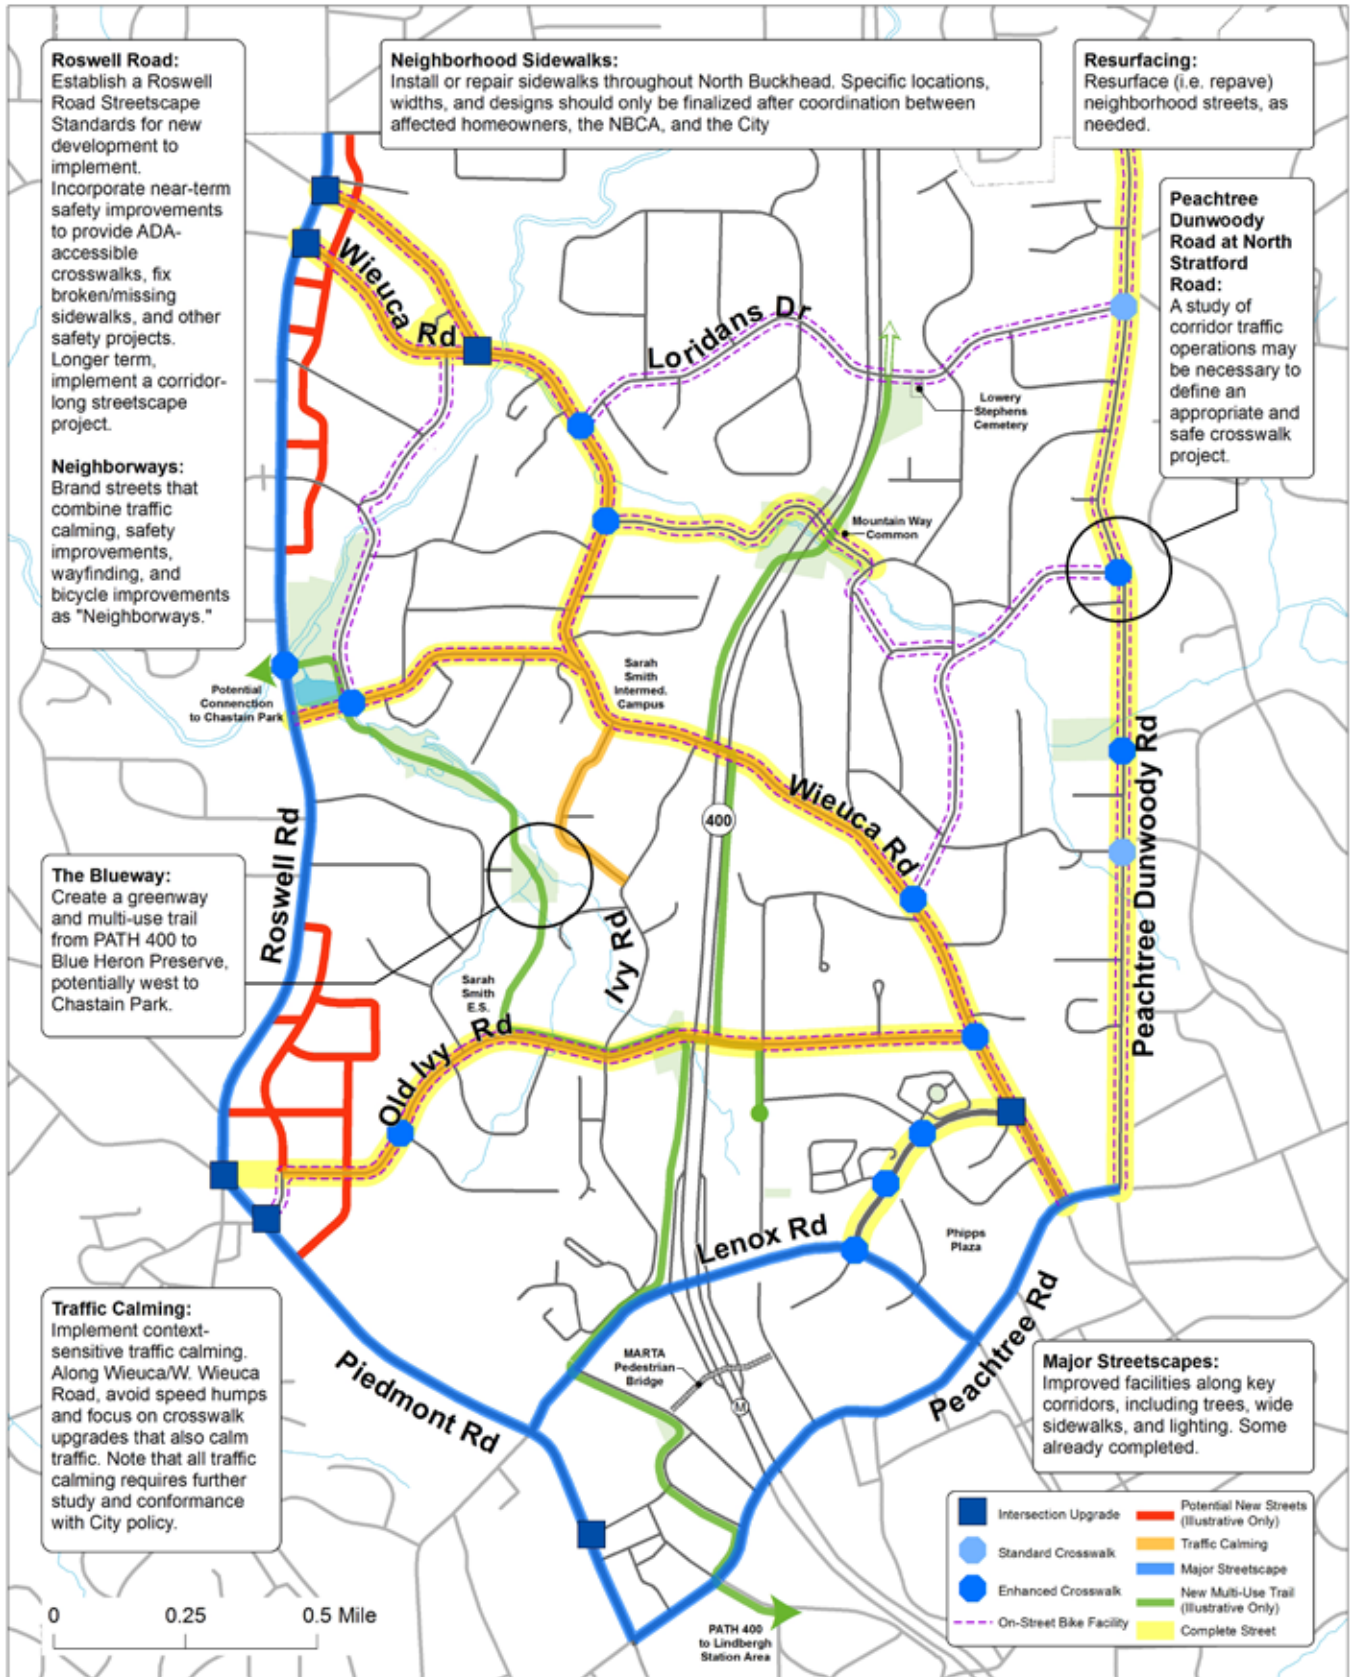 Roswell Road:
Establish a Roswell
Road Streetscape
Standards for new
development to
implement.
Incorporate near-term
safety improvements
to provide ADA-
accessible
crosswalks, fix
broken/missing
sidewalks, and other
safety projects.
Longer term,
implement a corridor-
long streetscape
project.
Neighborways:
Brand streets that
combine traffic
calming, safety
improvements,
wayfinding, and
bicycle improvements
as "Neighborways."
Neighborhood Sidewalks:
Install or repair sidewalks throughout North Buckhead. Specific locations,
widths, and designs should only be finalized after coordination between
affected homeowners, the NBCA, and the City
Resurfacing:
Resurface (i.e. repave)
neighborhood streets, as
needed.
Peachtree
Dunwoody
Road at North
Stratford
Road:
A study of
corridor traffic
operations may
be necessary to
define an
appropriate and
safe crosswalk
project.
Wieuca
Rd
Loridans Dr
Lowery
Stephens
Cemetery
Mountain Way
Common
Sarah
Smith
Intermed.
Campus
Potential
Connenction
to Chastain Park
Roswell Rd
400
Wieuca Rd
Peachtree Dunwoody Rd
The Blueway:
Create a greenway
and multi-use trail
from PATH 400 to
Blue Heron Preserve,
potentially west to
Chastain Park.
Ivy Rd
Sarah
Smith
E.S.
Old Ivy Rd
Lenox Rd
Phipps
Plaza
Peachtree Rd
Piedmont Rd
MARTA
Pedestrian
Bridge
M
Traffic Calming:
Implement context-
sensitive traffic calming.
Along Wieuca/W. Wieuca
Road, avoid speed humps
and focus on crosswalk
upgrades that also calm
traffic. Note that all traffic
calming requires further
study and conformance
with City policy.
Major Streetscapes:
Improved facilities along key
corridors, including trees, wide
sidewalks, and lighting. Some
already completed.
Intersection Upgrade
Standard Crosswalk
Enhanced Crosswalk
On-Street Bike Facility
Potential New Streets
(Illustrative Only)
Traffic Calming
Major Streetscape
New Multi-Use Trail
(Illustrative Only)
Complete Street
0 0.25 0.5 Mile
PATH 400
to Lindbergh
Station Area